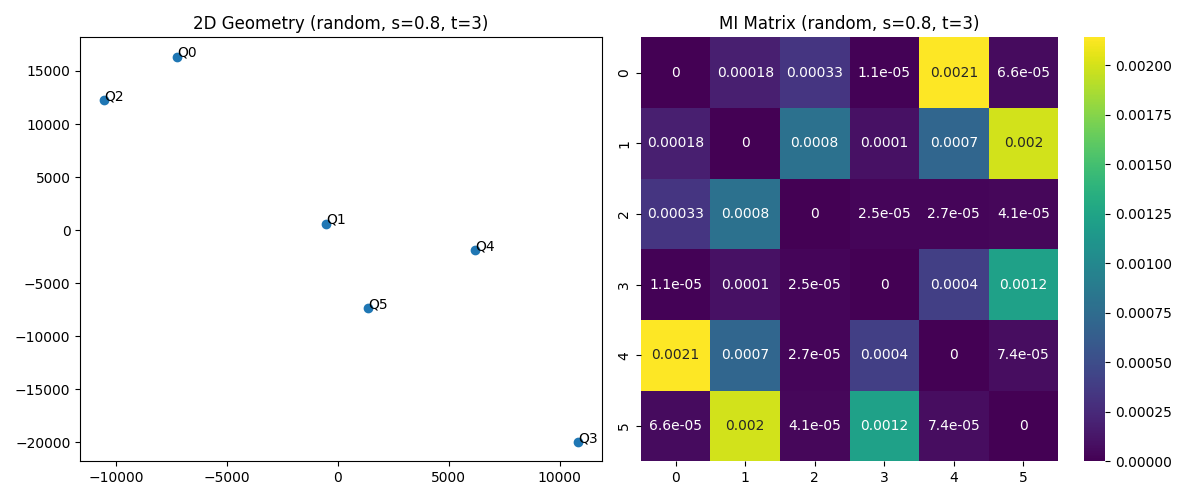 2D Geometry (random, s=0.8, t=3)
15000
10000
5000
0
−5000
−10000
−15000
−20000
Q0
Q2
Q1
Q4
Q5
Q3
−10000 −5000 0 5000 10000
MI Matrix (random, s=0.8, t=3)
0 0 0.00018 0.00033 1.1e-05 0.0021 6.6e-05
1 0.00018 0 0.0008 0.0001 0.0007 0.002
2 0.00033 0.0008 0 2.5e-05 2.7e-05 4.1e-05
3 1.1e-05 0.0001 2.5e-05 0 0.0004 0.0012
4 0.0021 0.0007 2.7e-05 0.0004 0 7.4e-05
5 6.6e-05 0.002 4.1e-05 0.0012 7.4e-05 0
0 1 2 3 4 5
0.00200
0.00175
0.00150
0.00125
0.00100
0.00075
0.00050
0.00025
0.00000